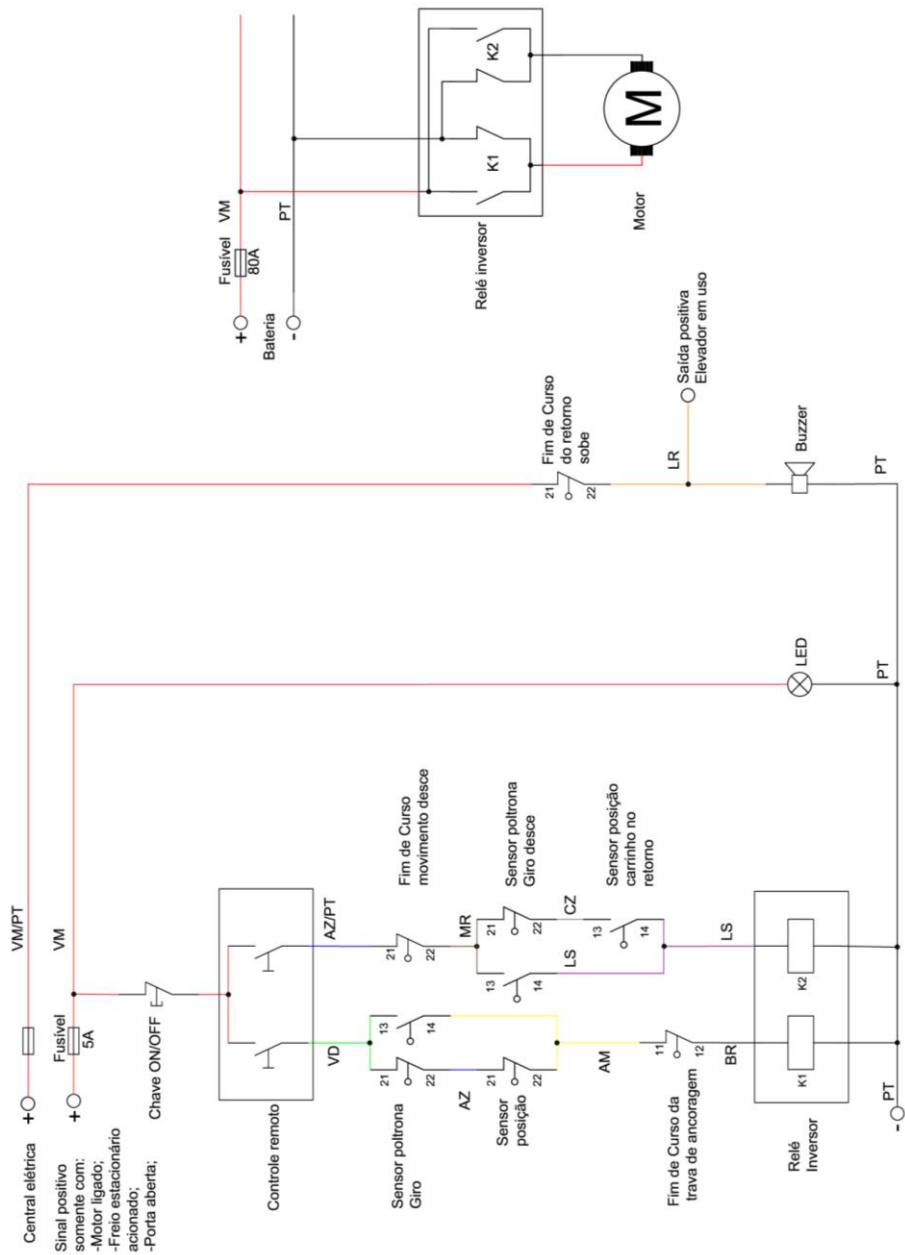 Central elétrica
+
VM/PT
Sinal positivo
somente com:
-Motor ligado;
-Freio estacionário
acionado;
-Porta aberta;
+
Fusível
5A
VM
Chave ON/OFF
Controle remoto
VD
AZ/PT
Sensor poltrona
Giro
21
22
13
14
AZ
Sensor
posição
21
22
AM
Fim de Curso da
trava de ancoragem
11
12
BR
Fim de Curso
movimento desce
21
22
MR
13
14
LS
Sensor poltrona
Giro desce
21
22
CZ
Sensor posição
carrinho no
retorno
13
14
LS
Relé
Inversor
K1
K2
PT
-
LED
PT
Fim de Curso
do retorno
sobe
21
22
LR
Saída positiva
Elevador em uso
Buzzer
PT
+
Bateria
-
Fusível
80A
VM
PT
Relé inversor
K1
K2
Motor
M